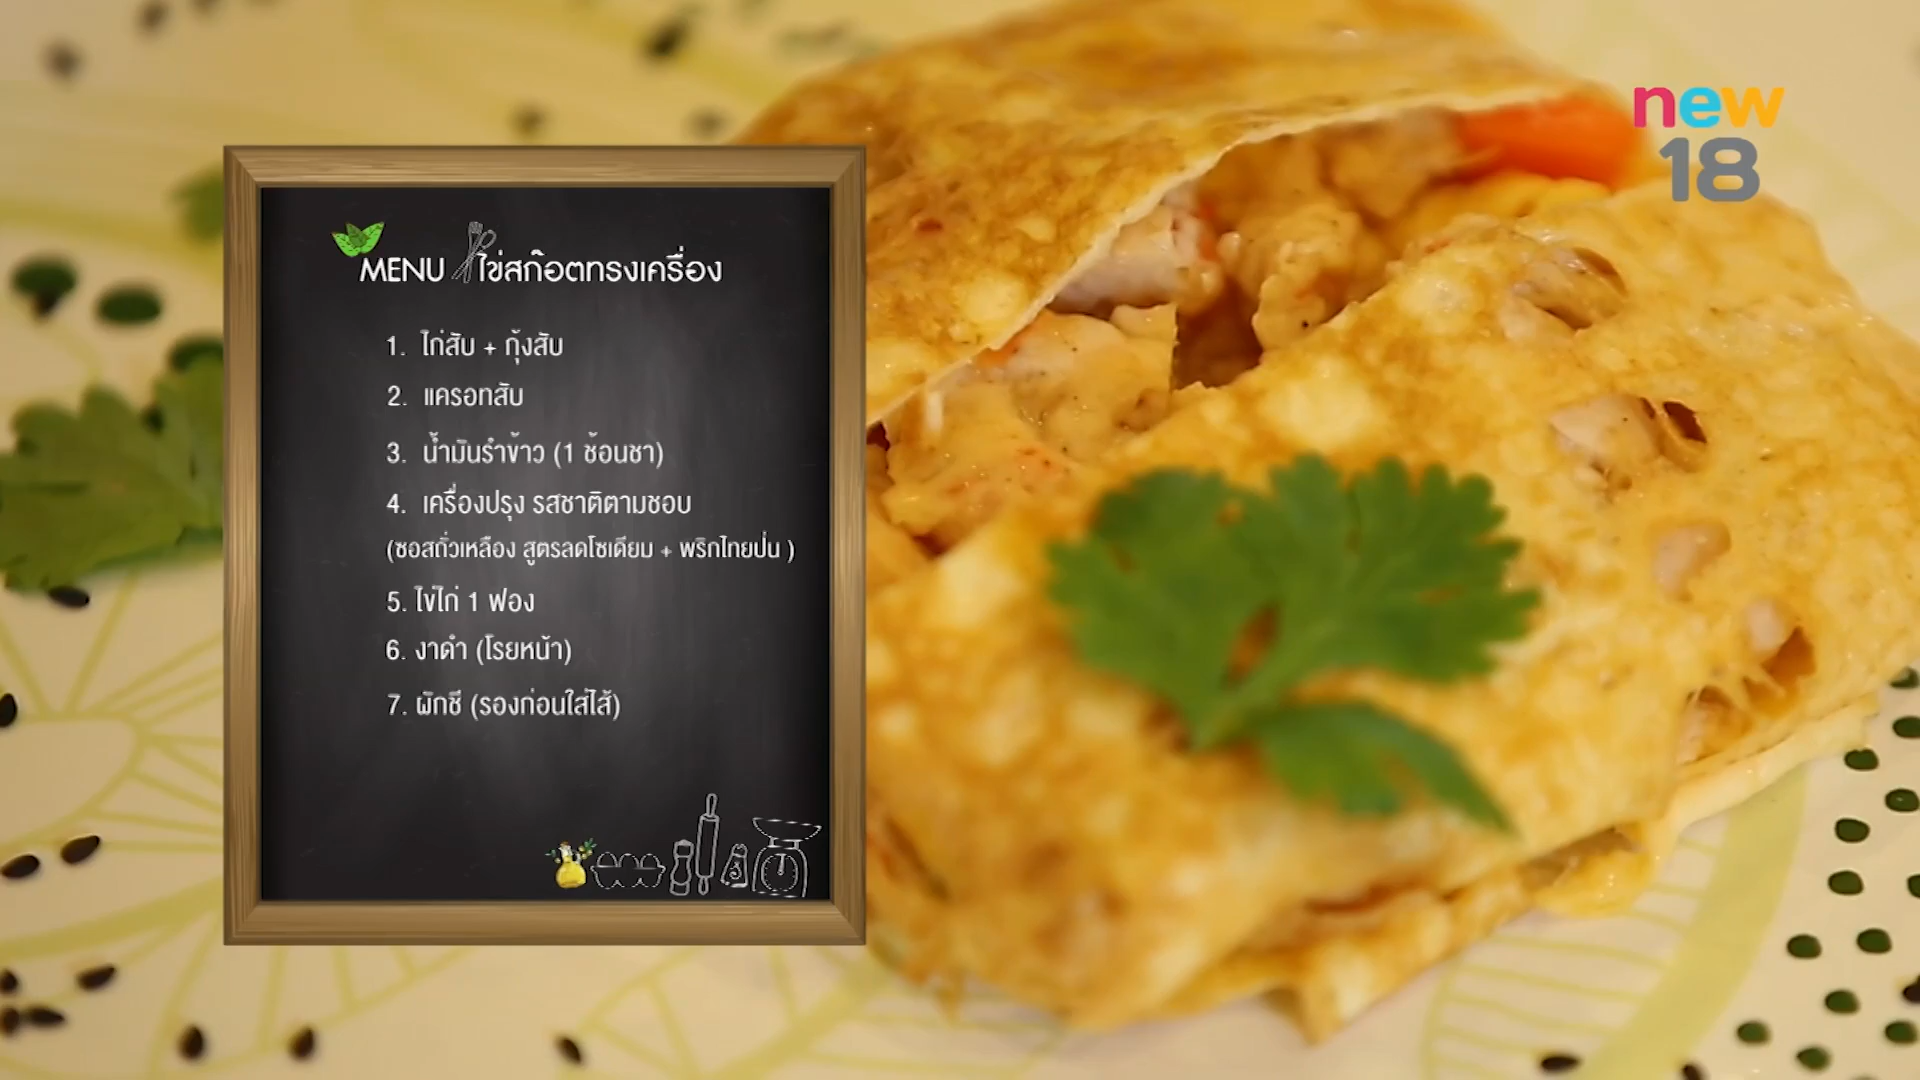 new
18
MENU ไข่สก๊อตทรงเครื่อง
1. ไก่สับ + กุ้งสับ
2. แครอทสับ
3. น้ำมันรำข้าว (1 ช้อนชา)
4. เครื่องปรุง รสชาติตามชอบ
(ซอสถั่วเหลือง สูตรลดโซเดียม + พริกไทยป่น )
5. ไข่ไก่ 1 ฟอง
6. งาดำ (โรยหน้า)
7. ผักชี (รองก่อนใส่ไส้)